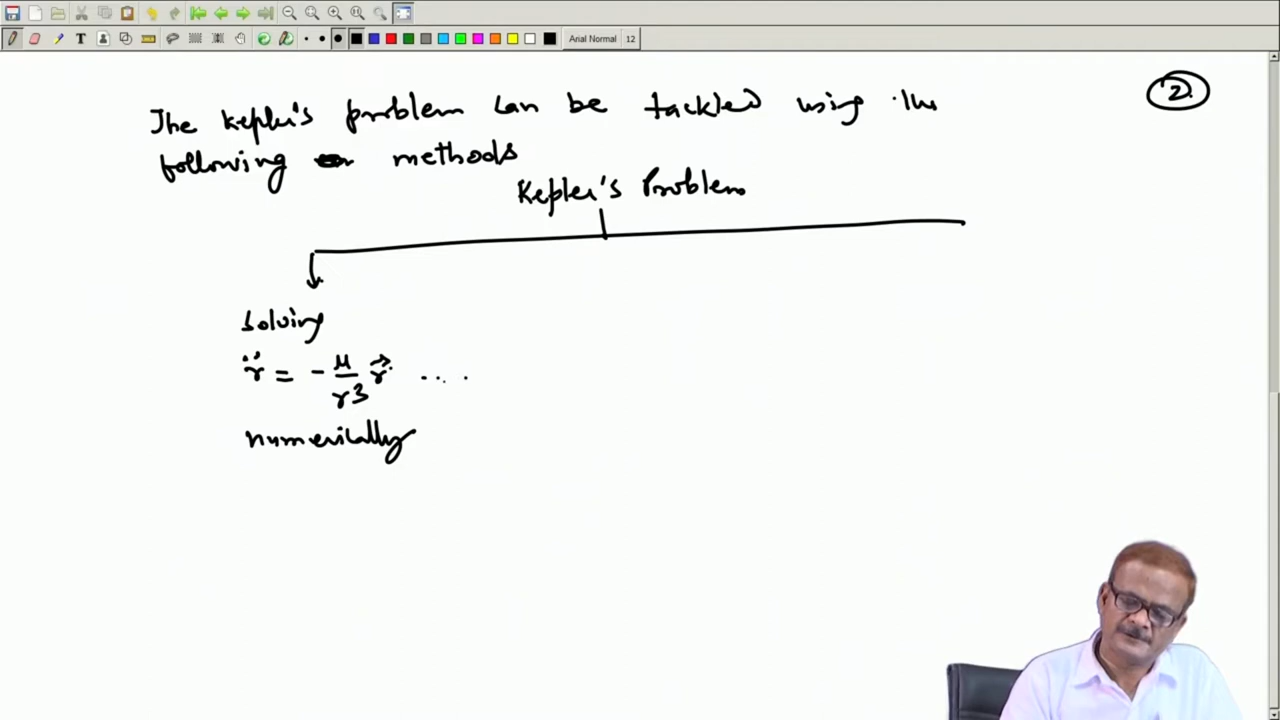 Arial Normal 12
2
The Kepler's problem can be tackled using the
following methods
Kepler's Problem
solving
r̈ = - μ/r3 r⃗ ....
numerically